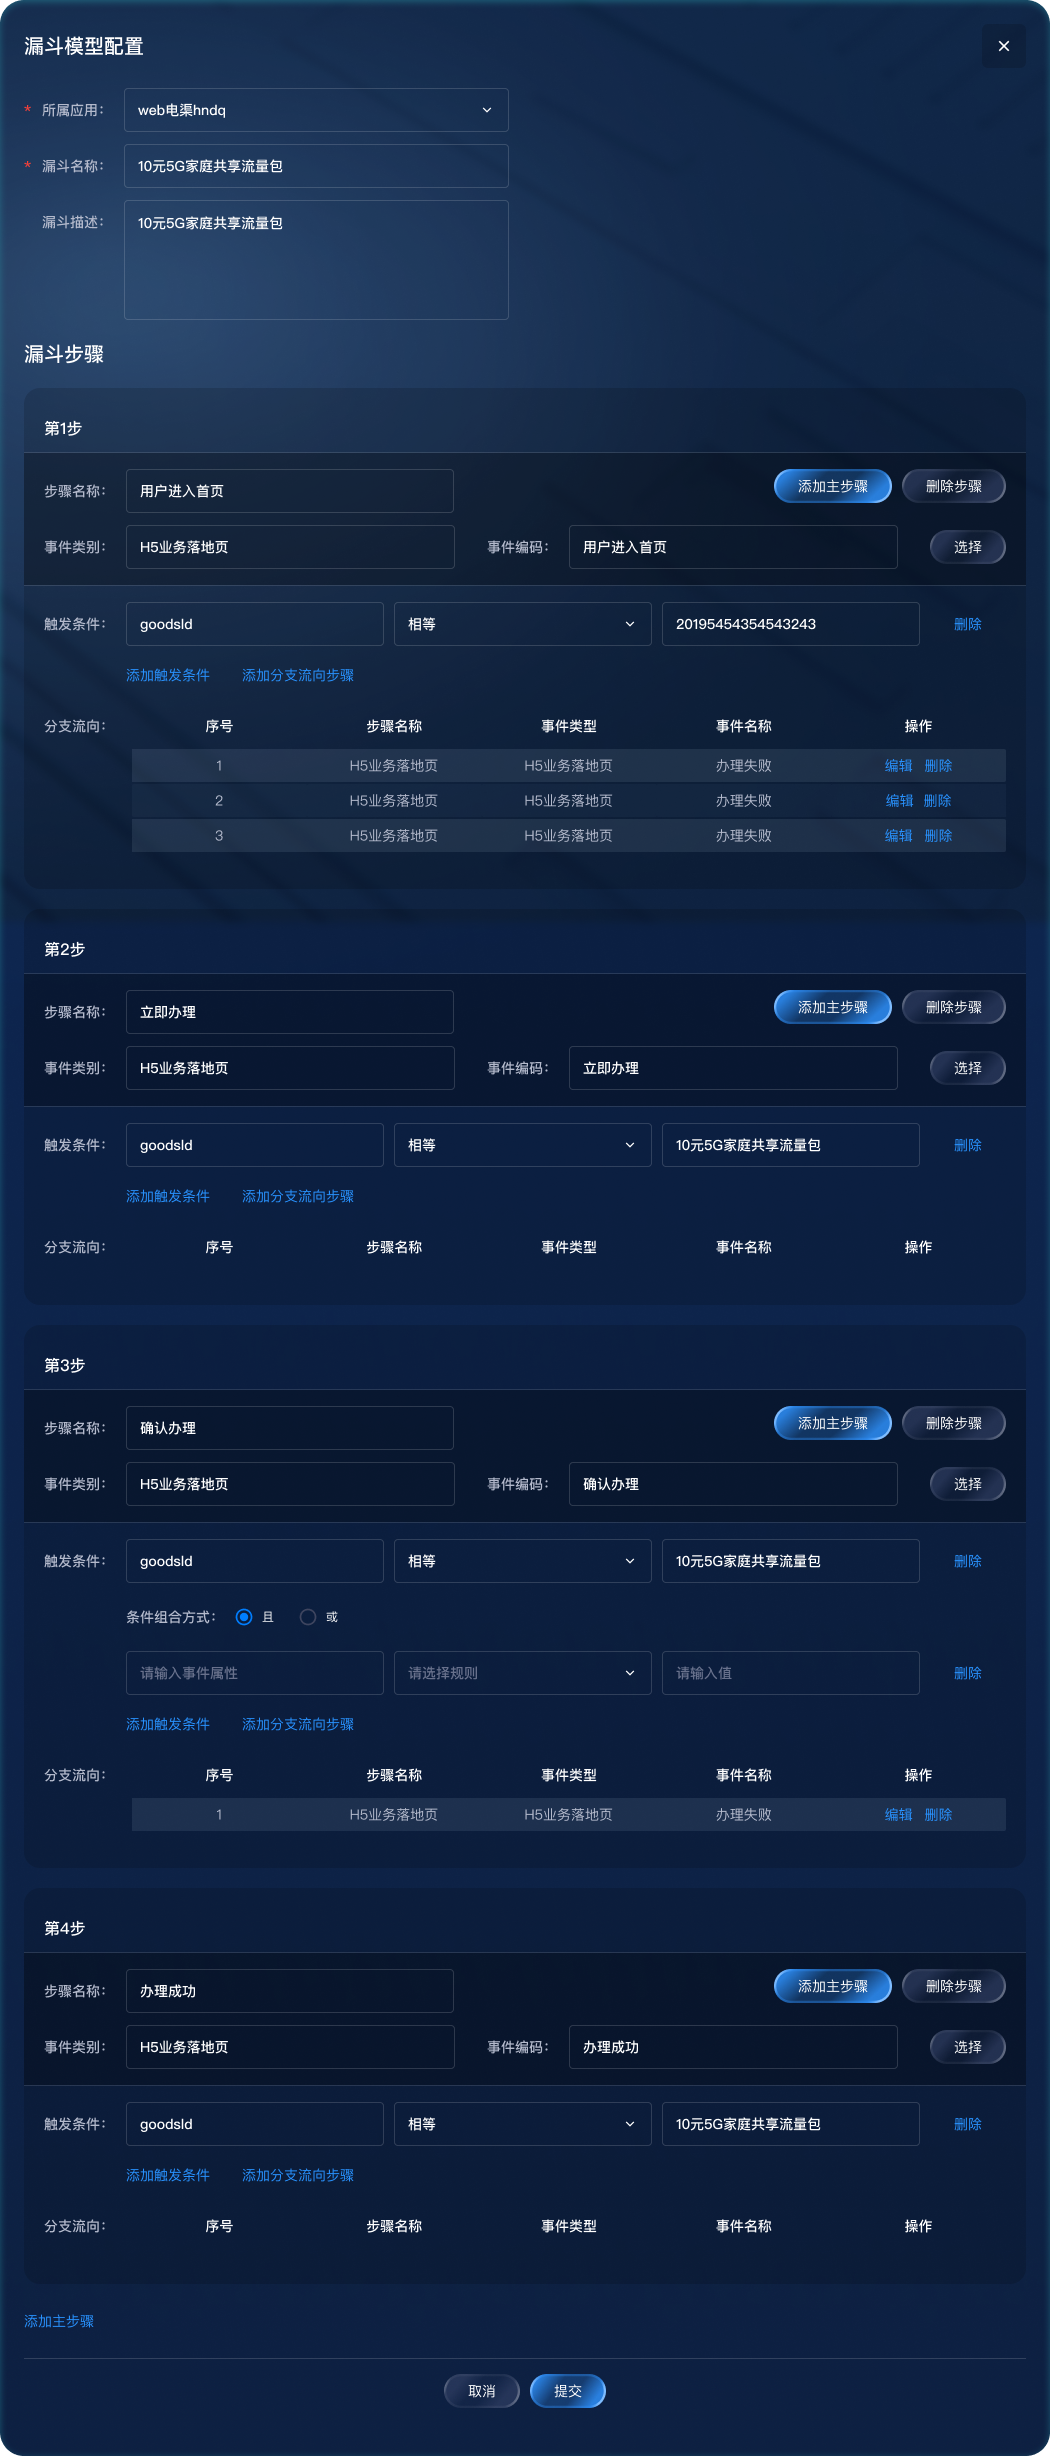 漏斗模型配置
* 所属应用： web电渠hndq
* 漏斗名称： 10元5G家庭共享流量包
漏斗描述： 10元5G家庭共享流量包
漏斗步骤
第1步
步骤名称： 用户进入首页 添加主步骤 删除步骤
事件类别： H5业务落地页 事件编码： 用户进入首页 选择
触发条件： goodsId 相等 20195454354543243 删除
添加触发条件 添加分支流向步骤
分支流向： 序号 步骤名称 事件类型 事件名称 操作
1 H5业务落地页 H5业务落地页 办理失败 编辑 删除
2 H5业务落地页 H5业务落地页 办理失败 编辑 删除
3 H5业务落地页 H5业务落地页 办理失败 编辑 删除
第2步
步骤名称： 立即办理 添加主步骤 删除步骤
事件类别： H5业务落地页 事件编码： 立即办理 选择
触发条件： goodsId 相等 10元5G家庭共享流量包 删除
添加触发条件 添加分支流向步骤
分支流向： 序号 步骤名称 事件类型 事件名称 操作
第3步
步骤名称： 确认办理 添加主步骤 删除步骤
事件类别： H5业务落地页 事件编码： 确认办理 选择
触发条件： goodsId 相等 10元5G家庭共享流量包 删除
条件组合方式： 且 或
请输入事件属性 请选择规则 请输入值 删除
添加触发条件 添加分支流向步骤
分支流向： 序号 步骤名称 事件类型 事件名称 操作
1 H5业务落地页 H5业务落地页 办理失败 编辑 删除
第4步
步骤名称： 办理成功 添加主步骤 删除步骤
事件类别： H5业务落地页 事件编码： 办理成功 选择
触发条件： goodsId 相等 10元5G家庭共享流量包 删除
添加触发条件 添加分支流向步骤
分支流向： 序号 步骤名称 事件类型 事件名称 操作
添加主步骤
取消 提交